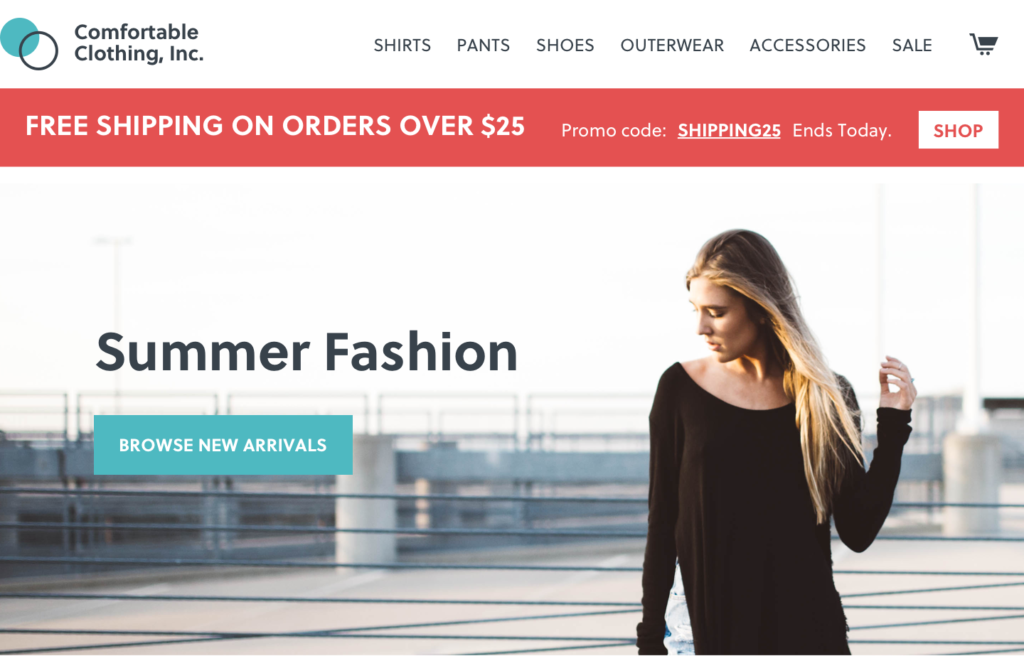 Comfortable
Clothing, Inc.
SHIRTS PANTS SHOES OUTERWEAR ACCESSORIES SALE
FREE SHIPPING ON ORDERS OVER $25 Promo code: SHIPPING25 Ends Today. SHOP
Summer Fashion
BROWSE NEW ARRIVALS